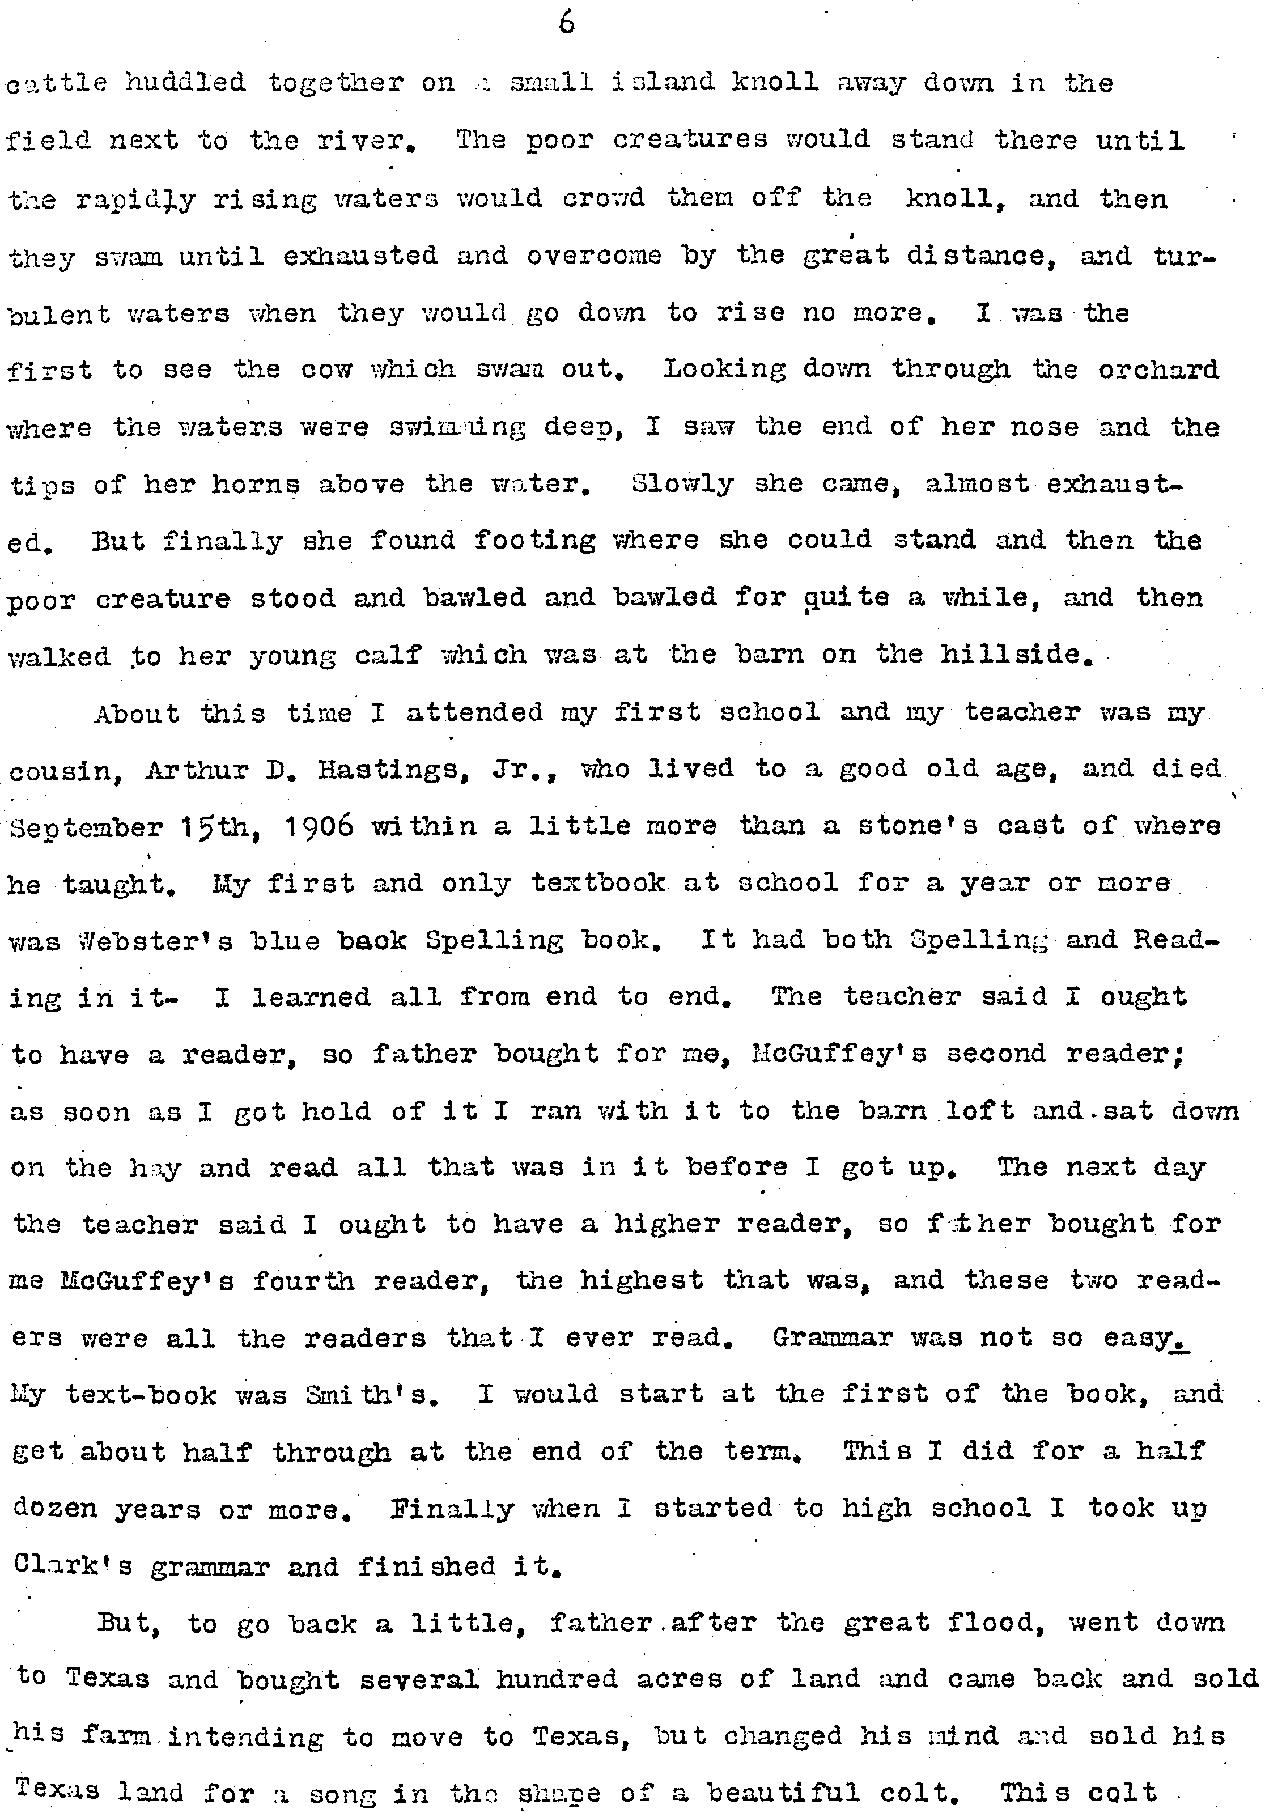 6
cattle huddled together on a small island knoll away down in the
field next to the river. The poor creatures would stand there until
the rapidly rising waters would crowd them off the knoll, and then
they swam until exhausted and overcome by the great distance, and tur-
bulent waters when they would go down to rise no more. I was the
first to see the cow which swam out. Looking down through the orchard
where the waters were swimming deep, I saw the end of her nose and the
tips of her horns above the water. Slowly she came, almost exhaust-
ed. But finally she found footing where she could stand and then the
poor creature stood and bawled and bawled for quite a while, and then
walked to her young calf which was at the barn on the hillside.
About this time I attended my first school and my teacher was my
cousin, Arthur D. Hastings, Jr., who lived to a good old age, and died
September 15th, 1906 within a little more than a stone's cast of where
he taught. My first and only textbook at school for a year or more
was Webster's blue back Spelling book. It had both Spelling and Read-
ing in it- I learned all from end to end. The teacher said I ought
to have a reader, so father bought for me, McGuffey's second reader;
as soon as I got hold of it I ran with it to the barn loft and sat down
on the hay and read all that was in it before I got up. The next day
the teacher said I ought to have a higher reader, so father bought for
me McGuffey's fourth reader, the highest that was, and these two read-
ers were all the readers that I ever read. Grammar was not so easy.
My text-book was Smith's. I would start at the first of the book, and
get about half through at the end of the term. This I did for a half
dozen years or more. Finally when I started to high school I took up
Clark's grammar and finished it.
But, to go back a little, father after the great flood, went down
to Texas and bought several hundred acres of land and came back and sold
his farm intending to move to Texas, but changed his mind and sold his
Texas land for a song in the shape of a beautiful colt. This colt